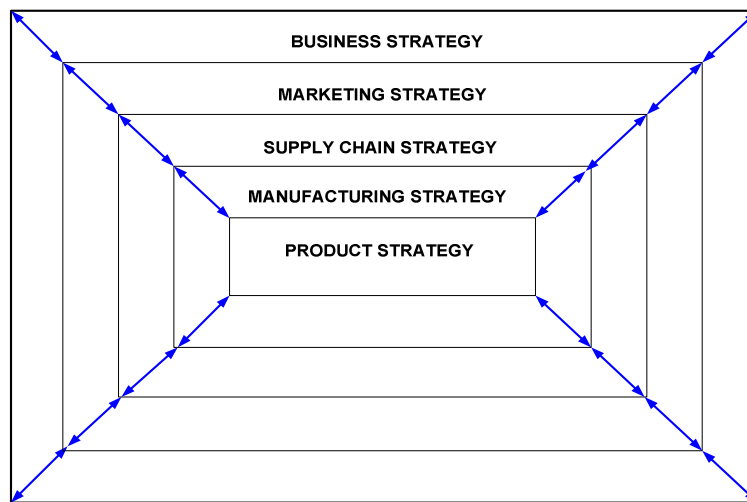 BUSINESS STRATEGY
MARKETING STRATEGY
SUPPLY CHAIN STRATEGY
MANUFACTURING STRATEGY
PRODUCT STRATEGY